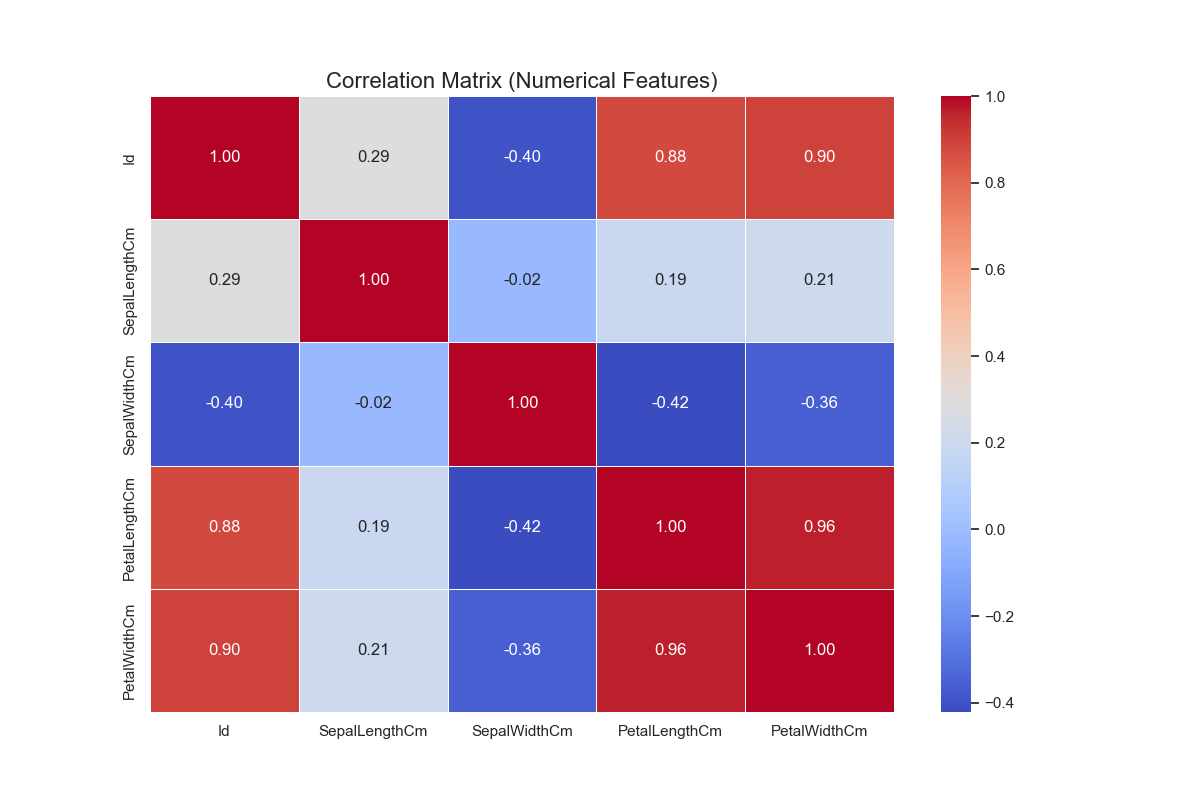 Correlation Matrix (Numerical Features)
Id 1.00 0.29 -0.40 0.88 0.90
SepalLengthCm 0.29 1.00 -0.02 0.19 0.21
SepalWidthCm -0.40 -0.02 1.00 -0.42 -0.36
PetalLengthCm 0.88 0.19 -0.42 1.00 0.96
PetalWidthCm 0.90 0.21 -0.36 0.96 1.00
Id SepalLengthCm SepalWidthCm PetalLengthCm PetalWidthCm
1.0
0.8
0.6
0.4
0.2
0.0
−0.2
−0.4